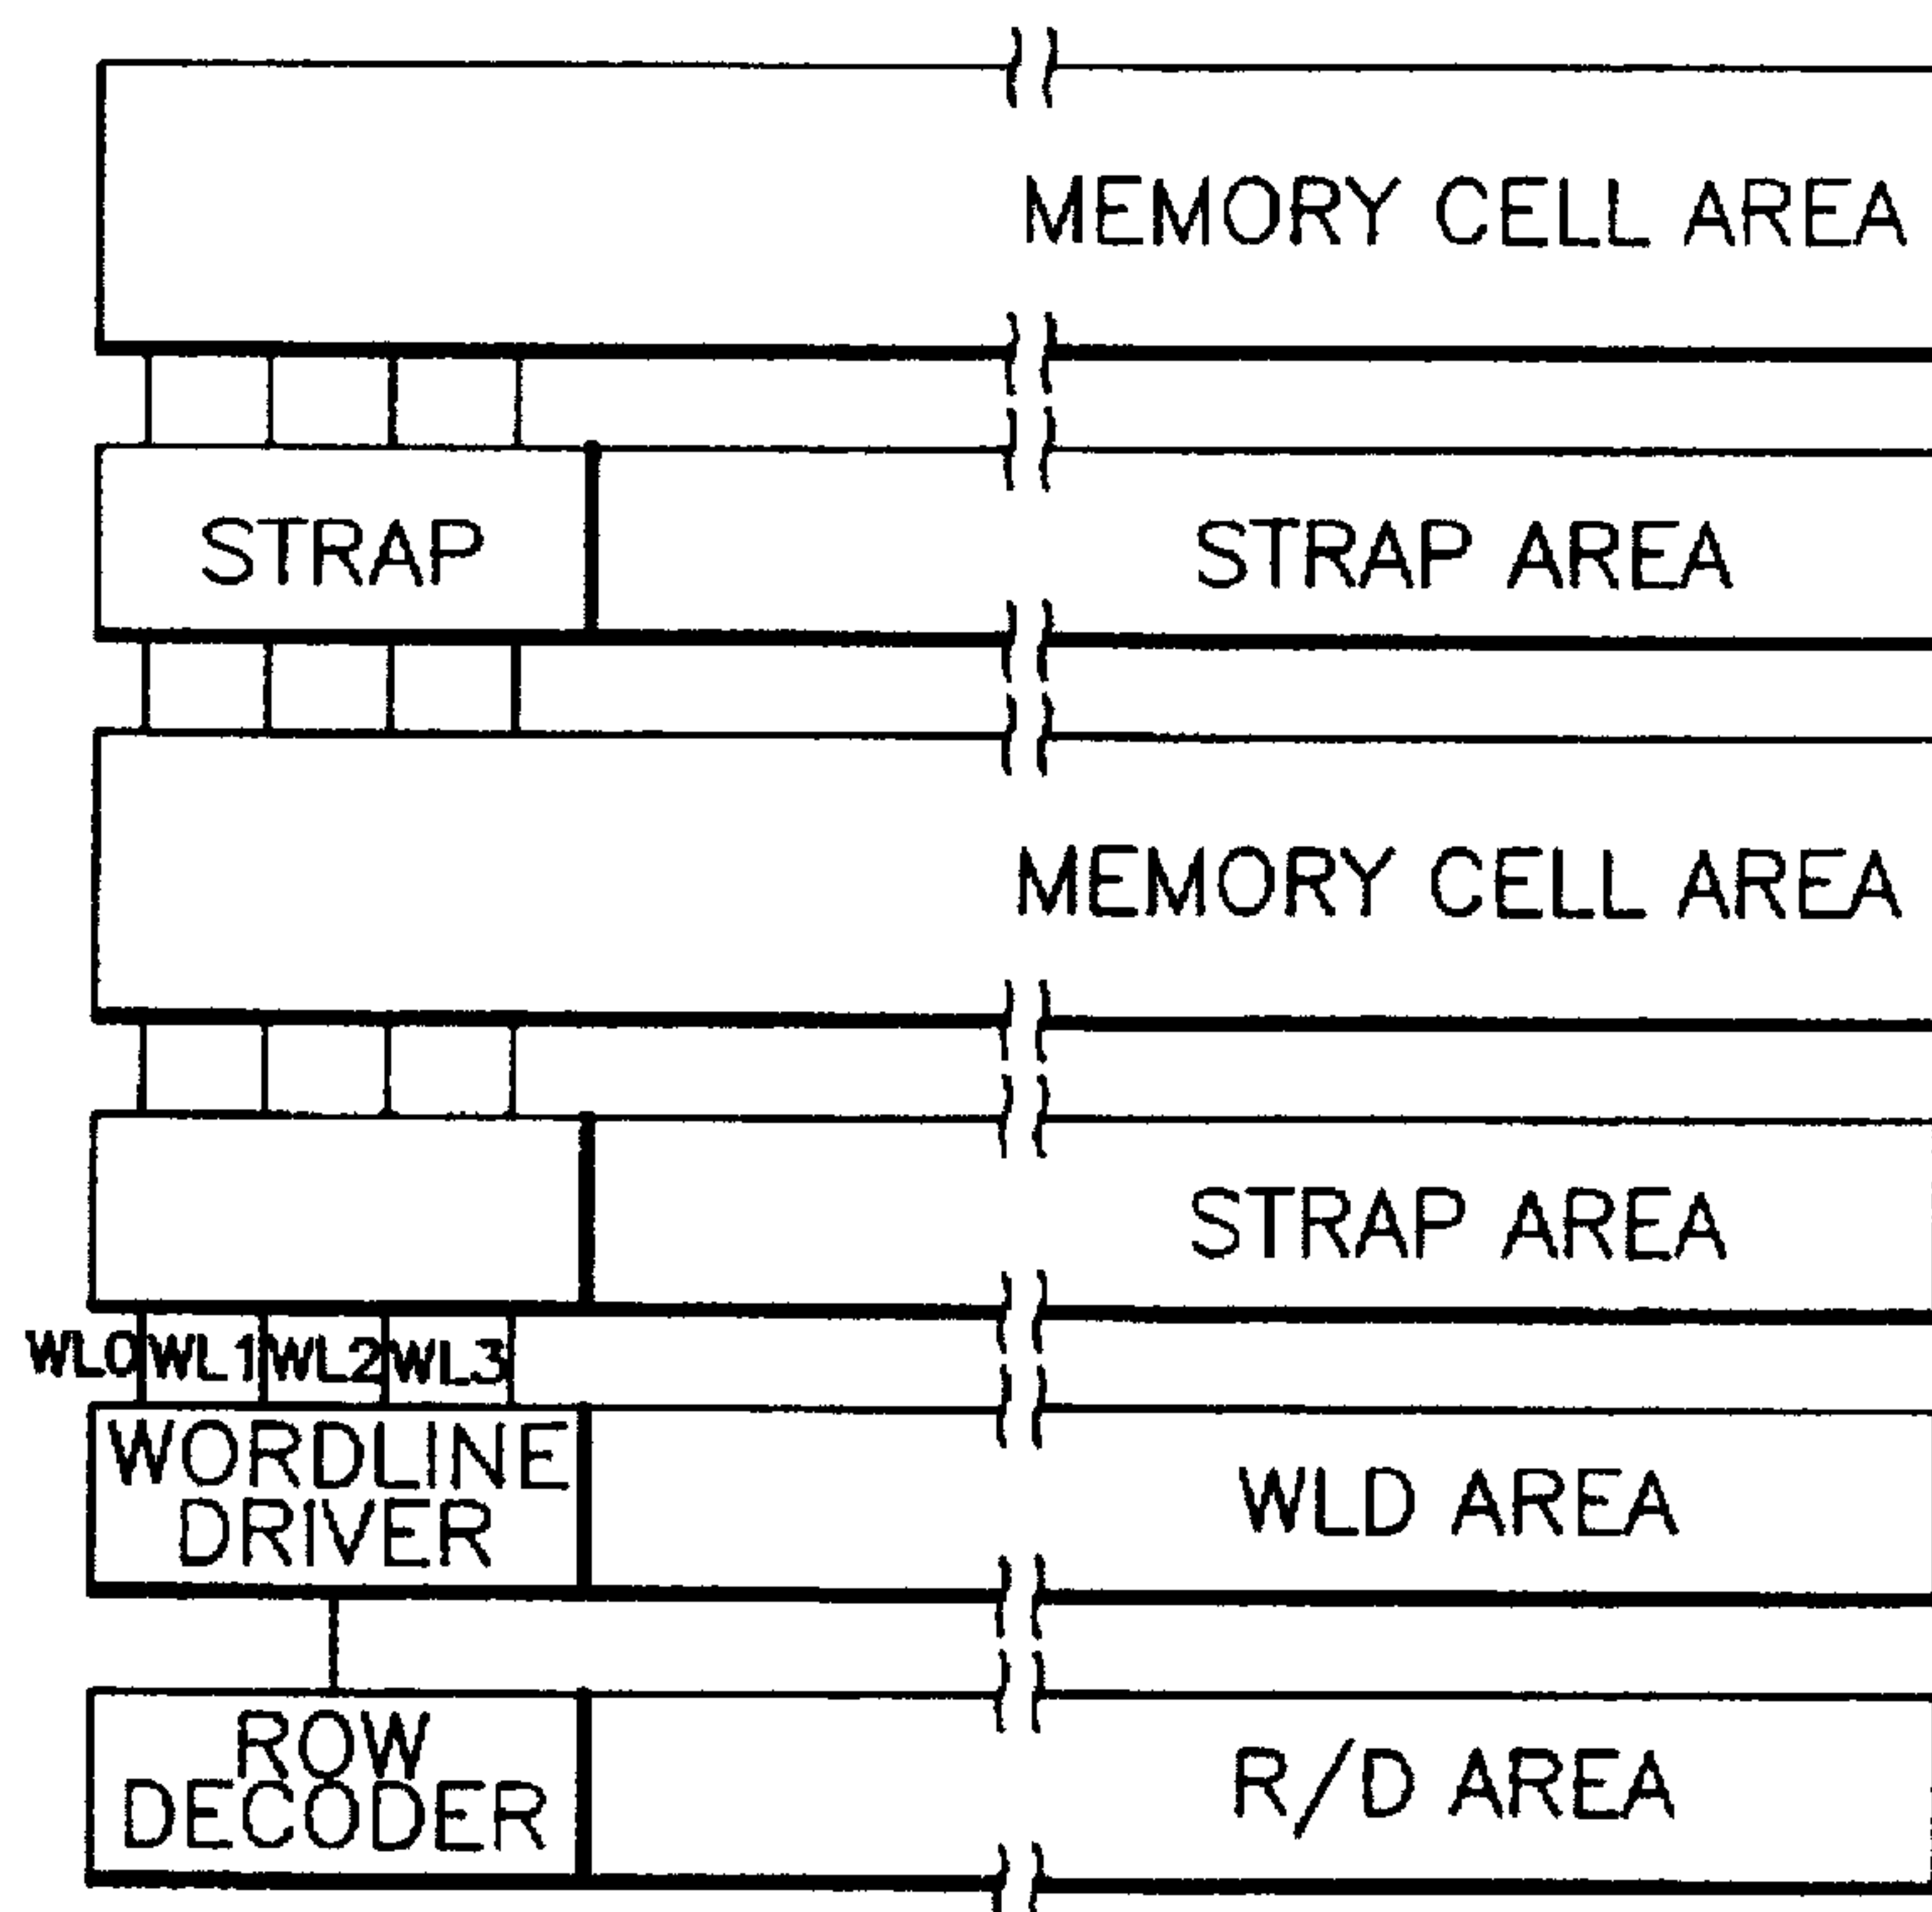 MEMORY CELL AREA
STRAP STRAP AREA
MEMORY CELL AREA
STRAP AREA
WL0 WL1 WL2 WL3
WORDLINE
DRIVER
WLD AREA
ROW
DECODER
R/D AREA